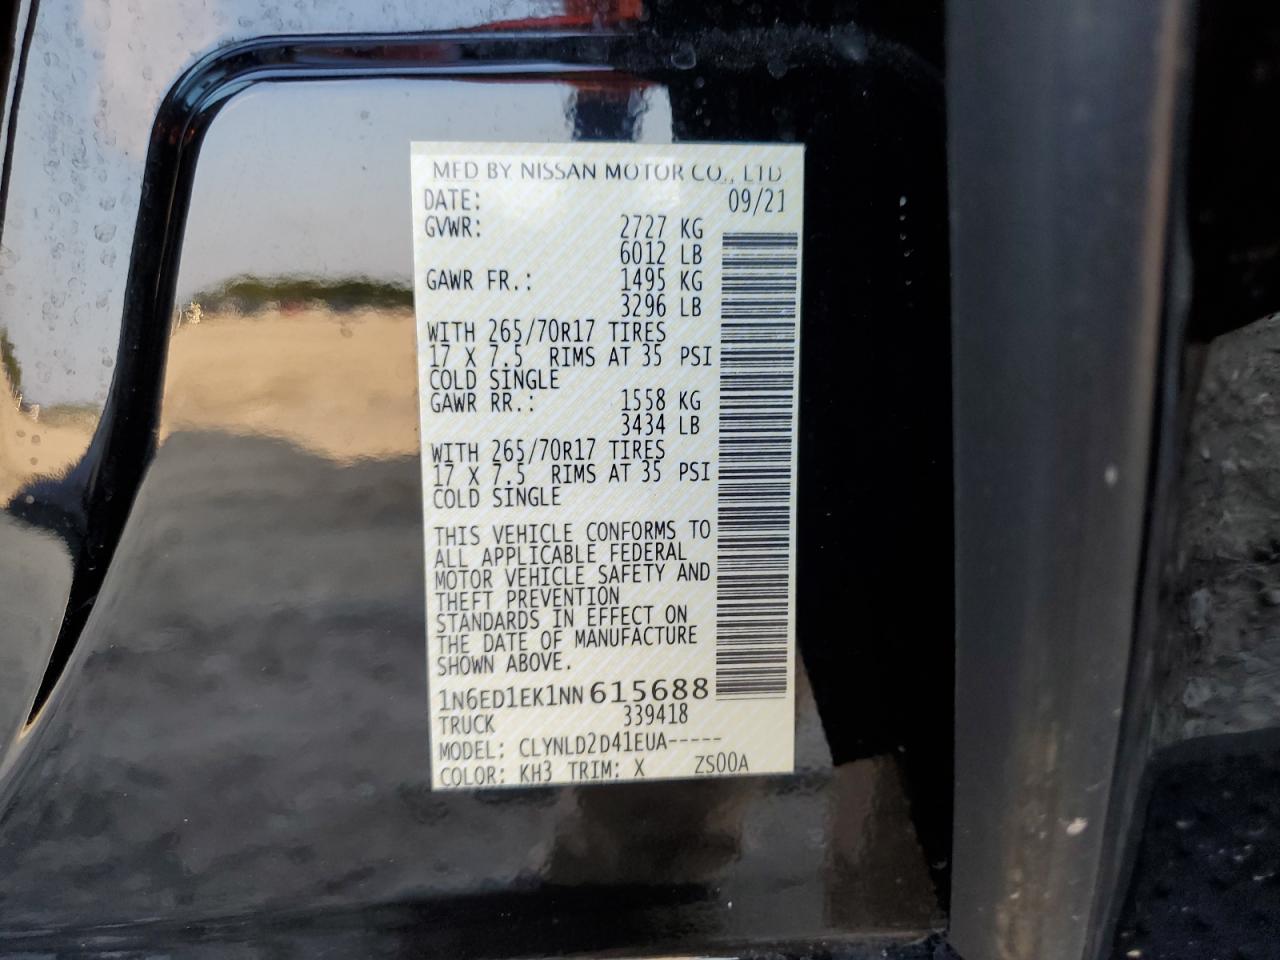 MFD BY NISSAN MOTOR CO., LTD
DATE: 09/21
GVWR: 2727 KG
6012 LB
GAWR FR.: 1495 KG
3296 LB
WITH 265/70R17 TIRES
17 X 7.5 RIMS AT 35 PSI
COLD SINGLE
GAWR RR.: 1558 KG
3434 LB
WITH 265/70R17 TIRES
17 X 7.5 RIMS AT 35 PSI
COLD SINGLE
THIS VEHICLE CONFORMS TO
ALL APPLICABLE FEDERAL
MOTOR VEHICLE SAFETY AND
THEFT PREVENTION
STANDARDS IN EFFECT ON
THE DATE OF MANUFACTURE
SHOWN ABOVE.
1N6ED1EK1NN615688
TRUCK 339418
MODEL: CLYNLD2D41EUA-----
COLOR: KH3 TRIM: X ZS00A